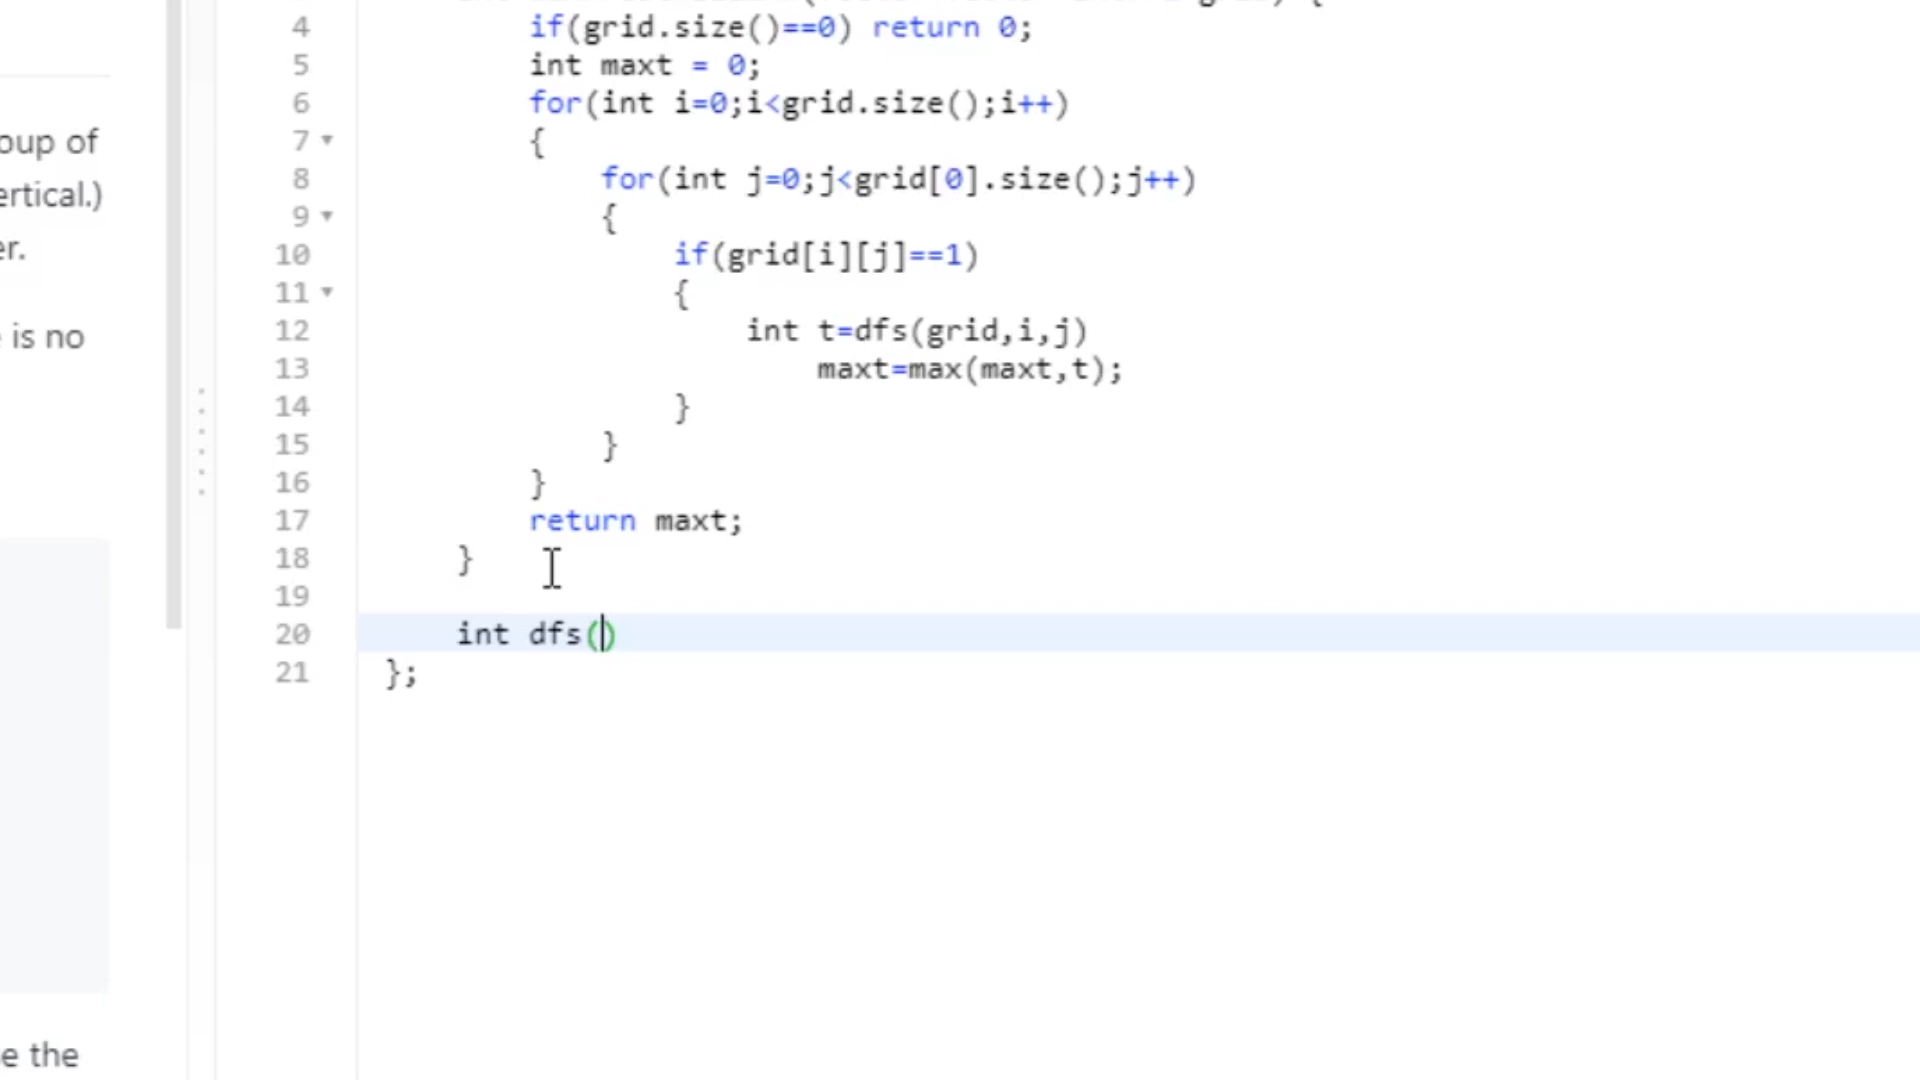 oup of
ertical.)
er.
is no
e the
4 if(grid.size()==0) return 0;
5 int maxt = 0;
6 for(int i=0;i<grid.size();i++)
7 {
8 for(int j=0;j<grid[0].size();j++)
9 {
10 if(grid[i][j]==1)
11 {
12 int t=dfs(grid,i,j)
13 maxt=max(maxt,t);
14 }
15 }
16 }
17 return maxt;
18 }
19
20 int dfs()
21 };